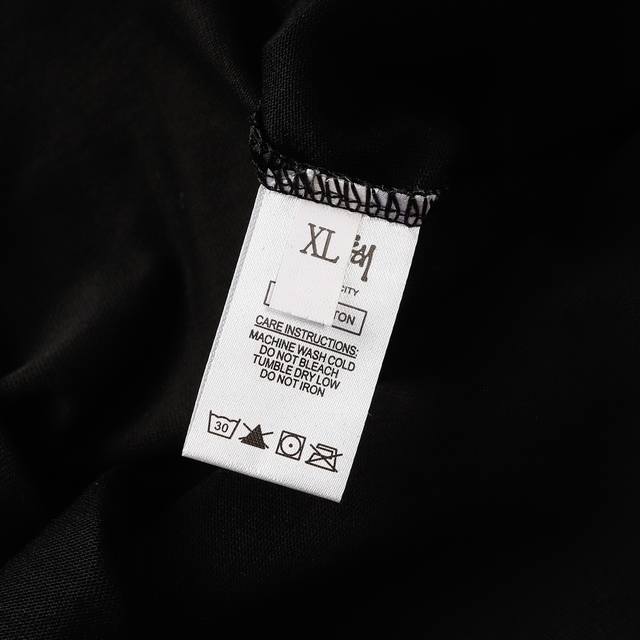 XL
CITY
TON
CARE INSTRUCTIONS:
MACHINE WASH COLD
DO NOT BLEACH
TUMBLE DRY LOW
DO NOT IRON
30